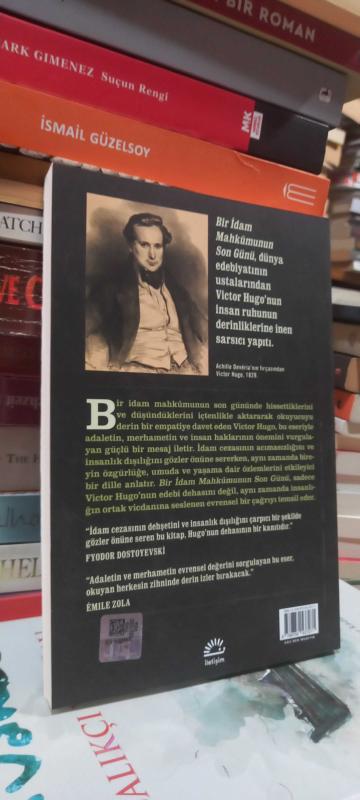 BİR ROMAN
ARK GIMENEZ Suçun Rengi
MK
İSMAİL GÜZELSOY
ATCH
Bir İdam
Mahkûmunun
Son Günü, dünya
edebiyatının
ustalarından
Victor Hugo'nun
insan ruhunun
derinliklerine inen
sarsıcı yapıtı.
Achille Devéria'nın fırçasından
Victor Hugo, 1829.
Bir idam mahkûmunun son gününde hissettiklerini
ve düşündüklerini içtenlikle aktararak okuyucuyu
derin bir empatiye davet eden Victor Hugo, bu eseriyle
adaletin, merhametin ve insan haklarının önemini vurgula-
yan güçlü bir mesaj iletir. İdam cezasının acımasızlığını ve
insanlık dışılığını gözler önüne sererken, aynı zamanda bire-
yin özgürlüğe, umuda ve yaşama dair özlemlerini etkileyici
bir dille anlatır. Bir İdam Mahkûmunun Son Günü, sadece
Victor Hugo'nun edebi dehasını değil, aynı zamanda insanlı-
ğın ortak vicdanına seslenen evrensel bir çağrıyı temsil eder.
"İdam cezasının dehşetini ve insanlık dışılığını çarpıcı bir şekilde
gözler önüne seren bu kitap, Hugo'nun dehasının bir kanıtıdır."
FYODOR DOSTOYEVSKİ
"Adaletin ve merhametin evrensel değerini sorgulayan bu eser,
okuyan herkesin zihninde derin izler bırakacak."
ÉMILE ZOLA
iletişim
ALIKÇI